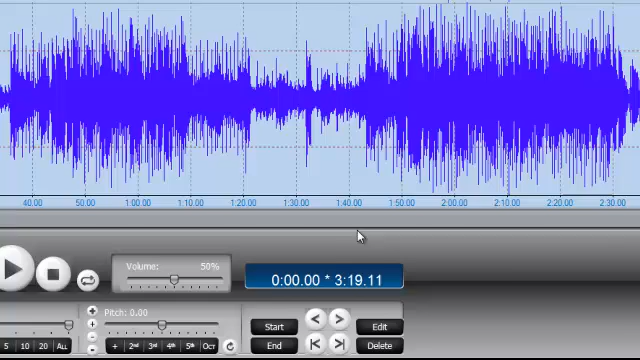 40.00 50.00 1:00.00 1:10.00 1:20.00 1:30.00 1:40.00 1:50.00 2:00.00 2:10.00 2:20.00 2:30.00
Volume: 50%
0:00.00 * 3:19.11
Pitch: 0.00
Start
Edit
5 10 20 ALL
+ 2nd 3rd 4th 5th Oct
End
Delete